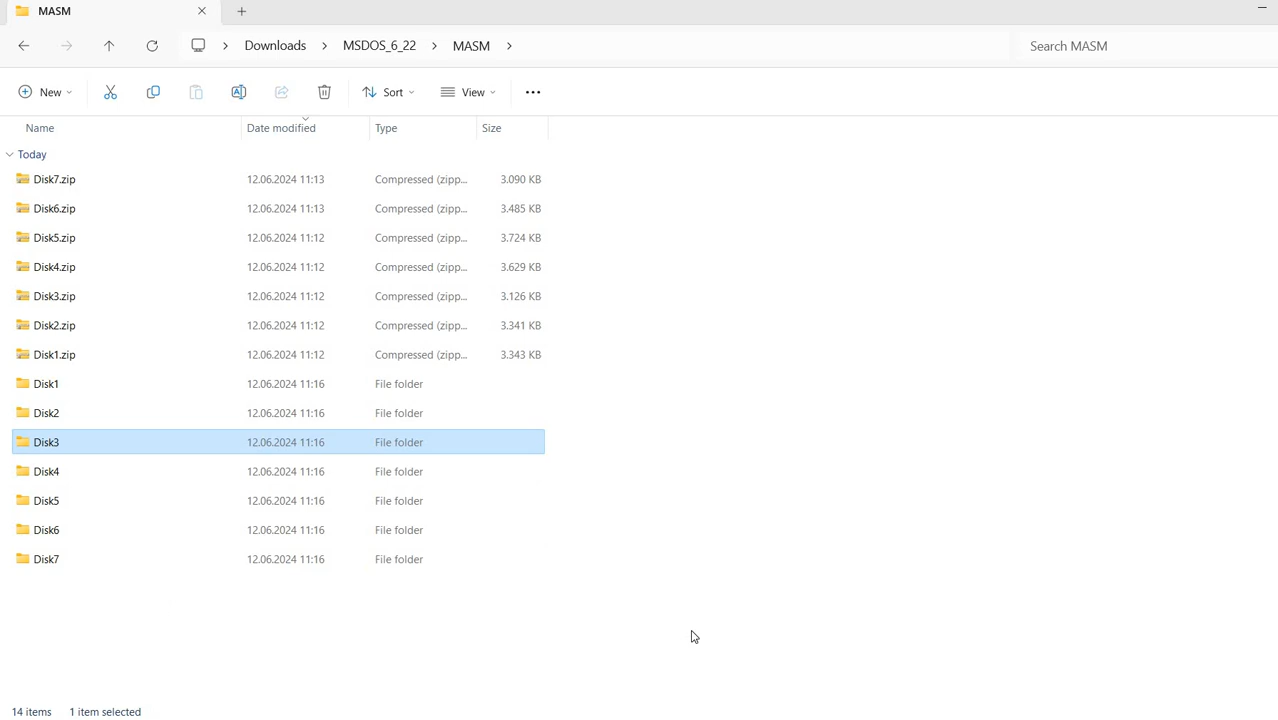 MASM
Downloads > MSDOS_6_22 > MASM >
Search MASM
New
Sort
View
Name Date modified Type Size
Today
Disk7.zip 12.06.2024 11:13 Compressed (zipp... 3.090 KB
Disk6.zip 12.06.2024 11:13 Compressed (zipp... 3.485 KB
Disk5.zip 12.06.2024 11:12 Compressed (zipp... 3.724 KB
Disk4.zip 12.06.2024 11:12 Compressed (zipp... 3.629 KB
Disk3.zip 12.06.2024 11:12 Compressed (zipp... 3.126 KB
Disk2.zip 12.06.2024 11:12 Compressed (zipp... 3.341 KB
Disk1.zip 12.06.2024 11:12 Compressed (zipp... 3.343 KB
Disk1 12.06.2024 11:16 File folder
Disk2 12.06.2024 11:16 File folder
Disk3 12.06.2024 11:16 File folder
Disk4 12.06.2024 11:16 File folder
Disk5 12.06.2024 11:16 File folder
Disk6 12.06.2024 11:16 File folder
Disk7 12.06.2024 11:16 File folder
14 items 1 item selected